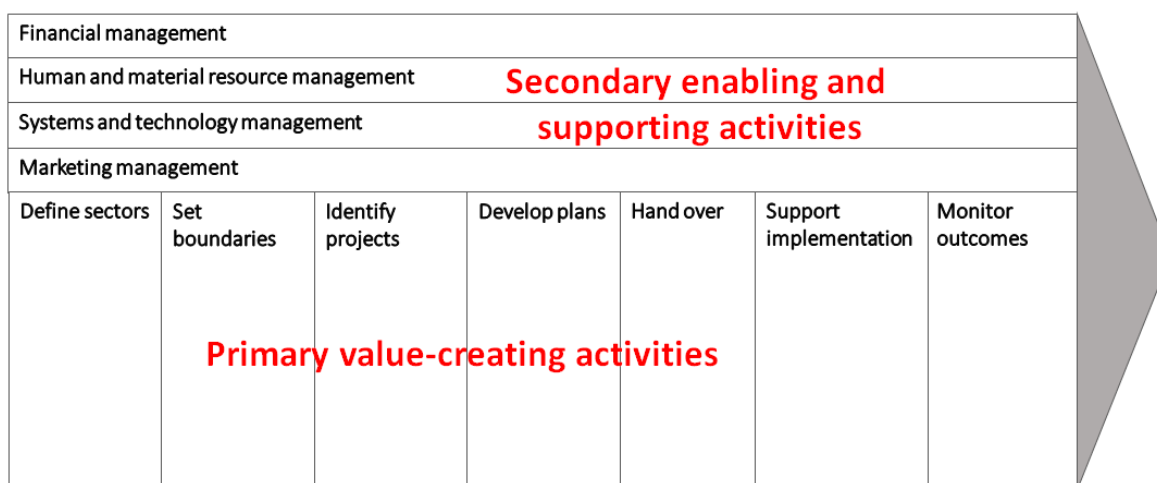 Financial management
Human and material resource management
Secondary enabling and
Systems and technology management
supporting activities
Marketing management
Define sectors
Set
boundaries
Identify
projects
Develop plans
Hand over
Support
implementation
Monitor
outcomes
Primary value-creating activities